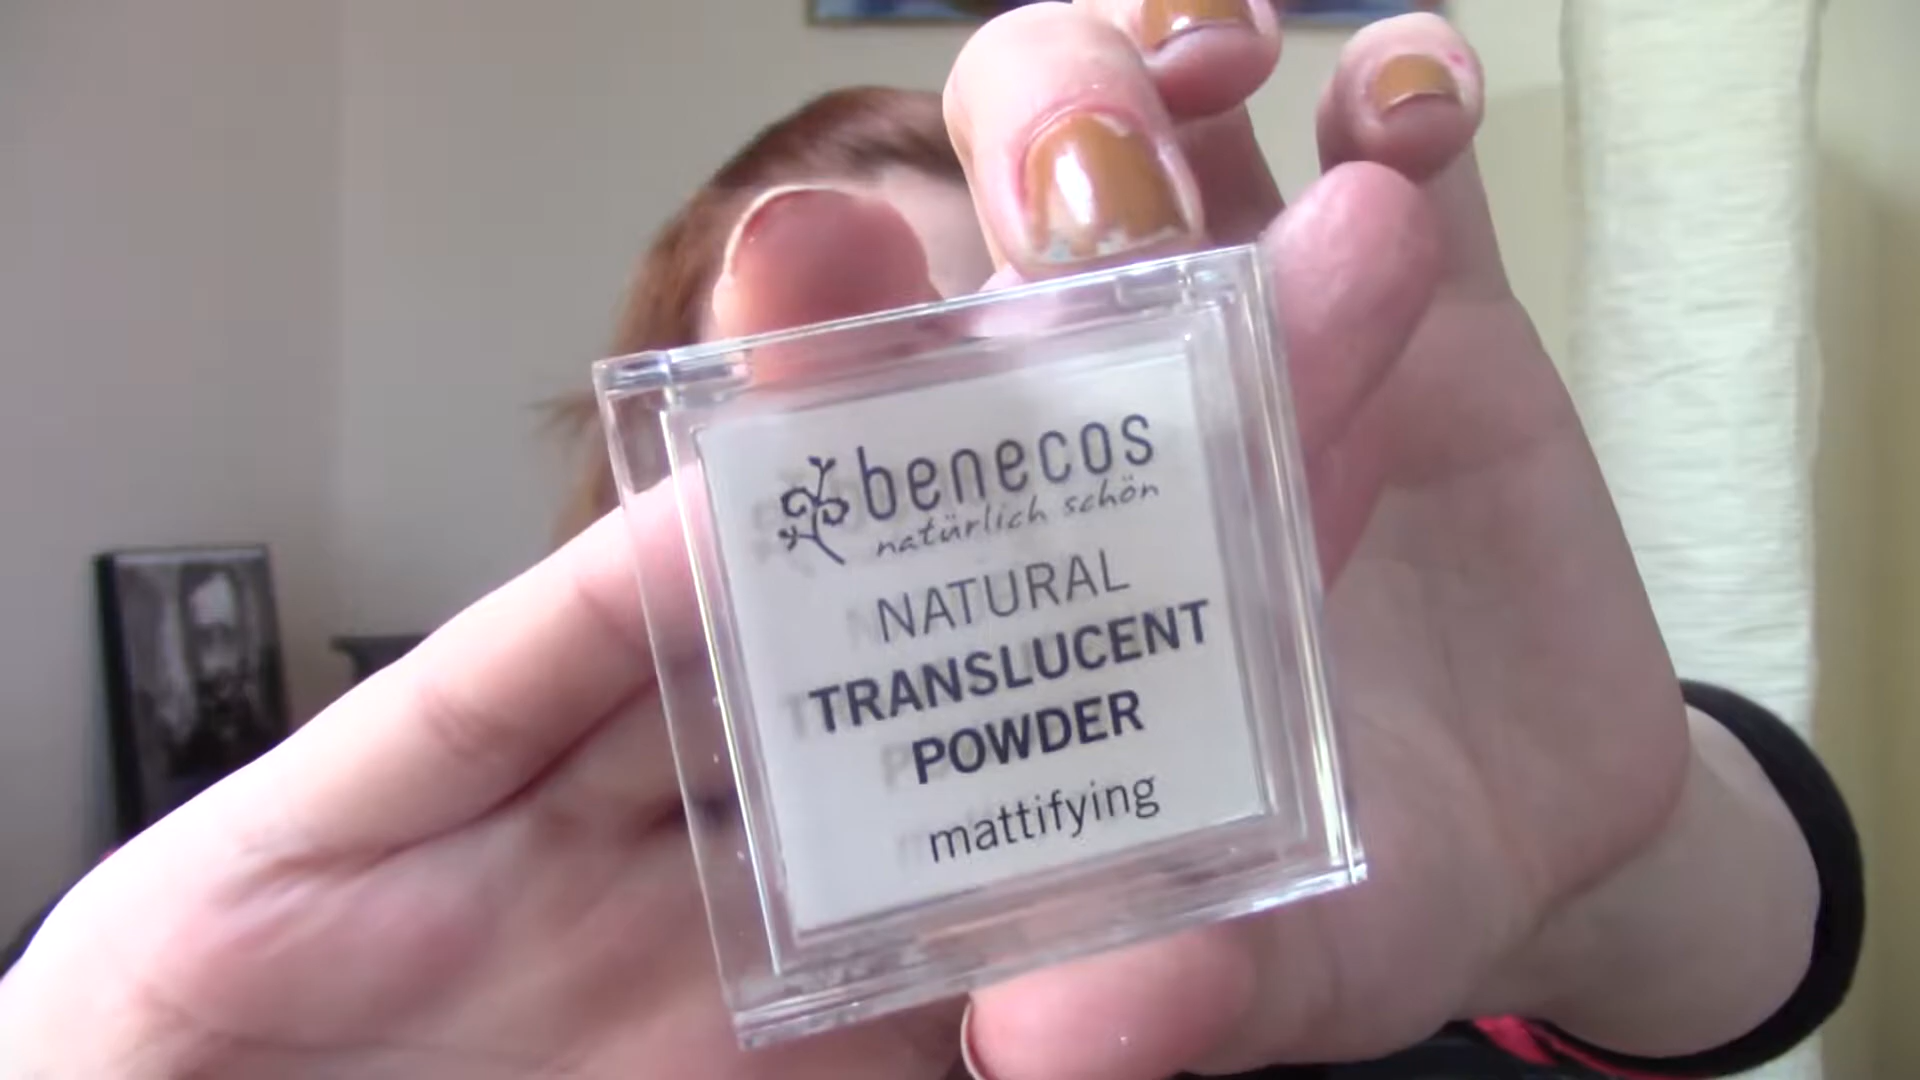 benecos
natürlich schön
NATURAL
TRANSLUCENT
POWDER
mattifying